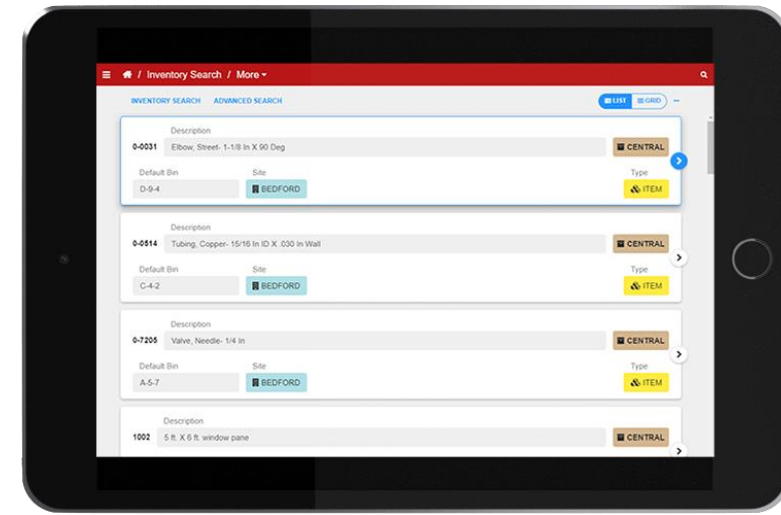 / Inventory Search / More
INVENTORY SEARCH ADVANCED SEARCH LIST GRID
Description
0-0031 Elbow, Street- 1-1/8 In X 90 Deg CENTRAL
Default Bin Site Type
D-9-4 BEDFORD ITEM
Description
0-0514 Tubing, Copper- 15/16 In ID X .030 In Wall CENTRAL
Default Bin Site Type
C-4-2 BEDFORD ITEM
Description
0-7205 Valve, Needle- 1/4 In CENTRAL
Default Bin Site Type
A-5-7 BEDFORD ITEM
Description
1002 5 ft. X 6 ft. window pane CENTRAL